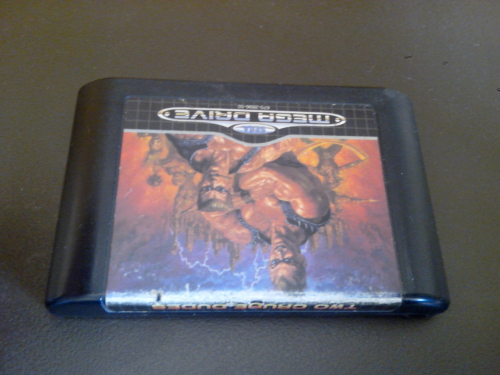 TWO CRUDE DUDES
SEGA
MEGA DRIVE